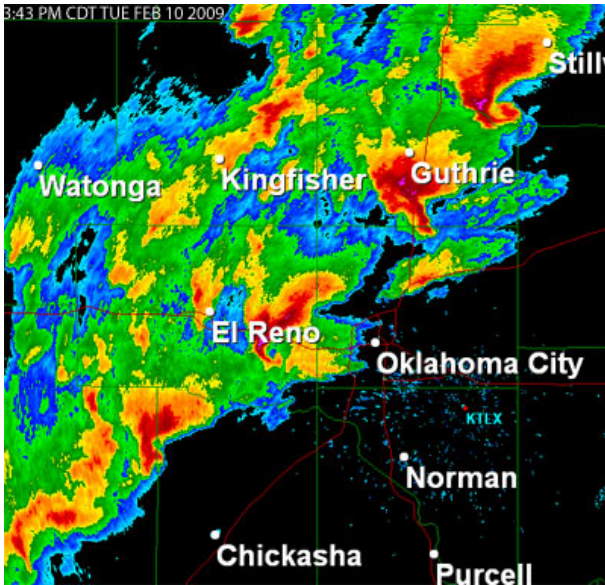 3:43 PM CDT TUE FEB 10 2009
Watonga
Kingfisher
Guthrie
El Reno
Oklahoma City
KTLX
Norman
Chickasha
Purcell